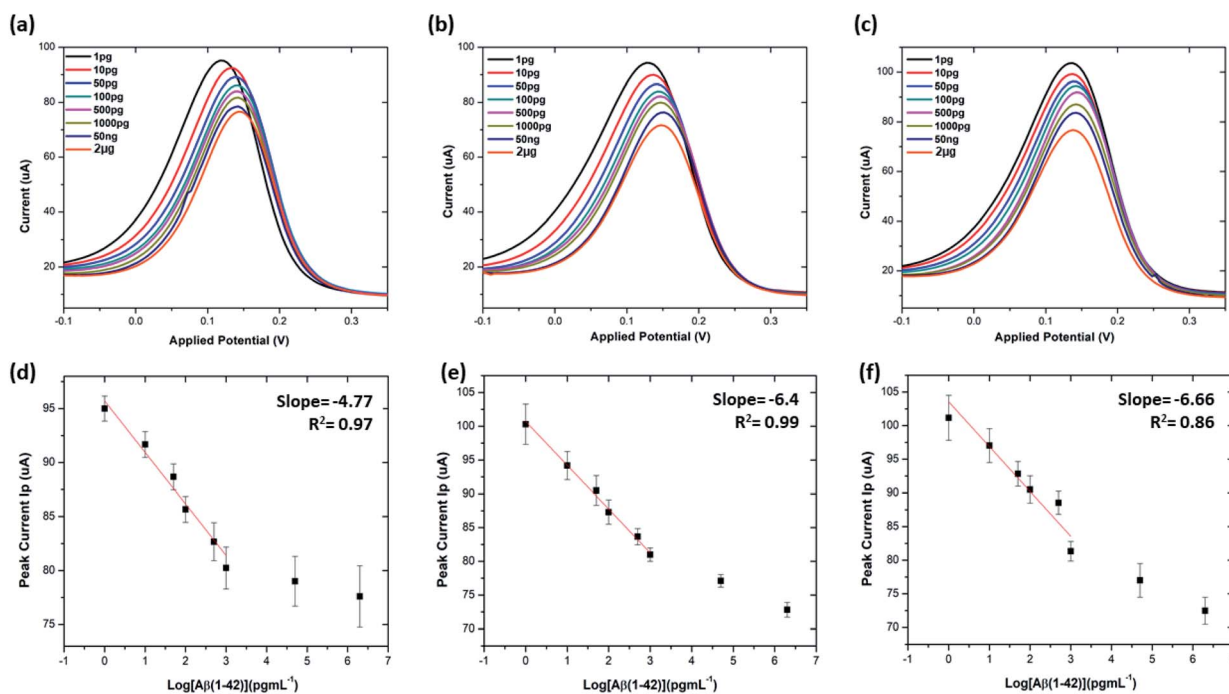 (a)
100
80
60
40
20
-0.1 0.0 0.1 0.2 0.3
Current (uA)
Applied Potential (V)
1pg
10pg
50pg
100pg
500pg
1000pg
50ng
2µg
(b)
100
80
60
40
20
-0.1 0.0 0.1 0.2 0.3
Current (uA)
Applied Potential (V)
1pg
10pg
50pg
100pg
500pg
1000pg
50ng
2µg
(c)
100
80
60
40
20
-0.1 0.0 0.1 0.2 0.3
Current (uA)
Applied Potential (V)
1pg
10pg
50pg
100pg
500pg
1000pg
50ng
2µg
(d)
95
90
85
80
75
-1 0 1 2 3 4 5 6 7
Peak Current Ip (uA)
Log[Aβ(1-42)](pgmL⁻¹)
Slope= -4.77
R²= 0.97
(e)
105
100
95
90
85
80
75
70
-1 0 1 2 3 4 5 6 7
Peak Current Ip (uA)
Log[Aβ(1-42)](pgmL⁻¹)
Slope= -6.4
R²= 0.99
(f)
105
100
95
90
85
80
75
70
-1 0 1 2 3 4 5 6
Peak Current Ip (uA)
Log[Aβ(1-42)](pgmL⁻¹)
Slope= -6.66
R²= 0.86